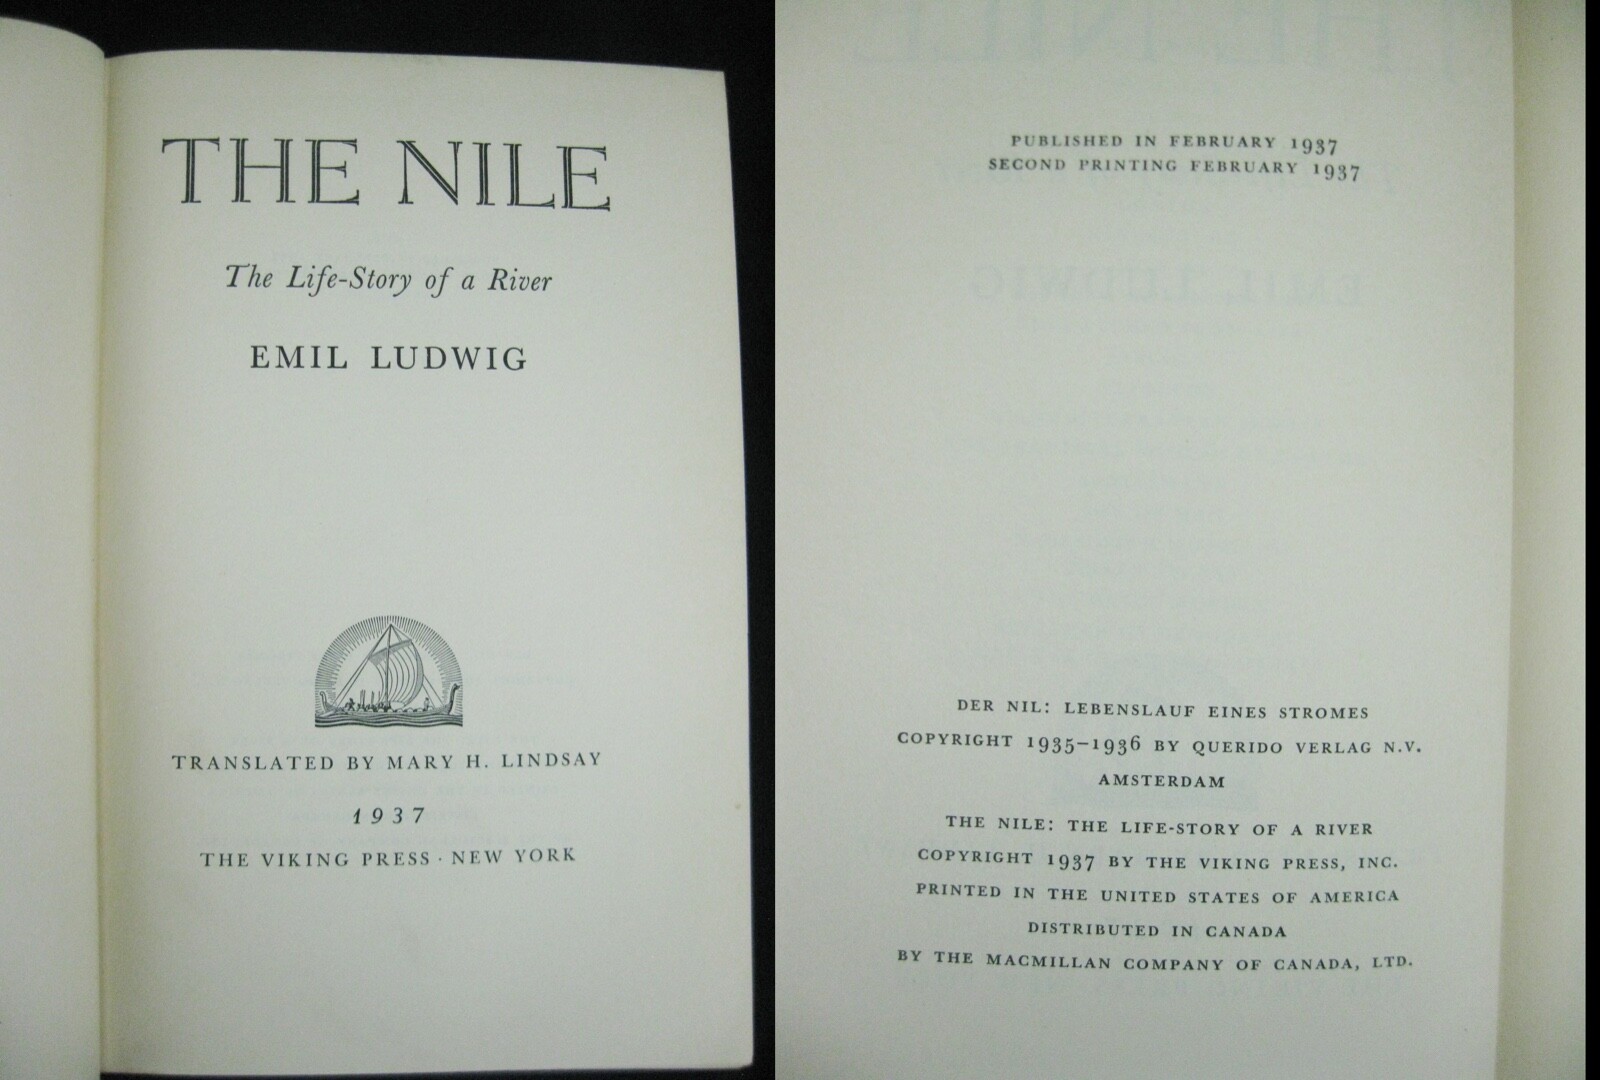 THE NILE
The Life-Story of a River
EMIL LUDWIG
TRANSLATED BY MARY H. LINDSAY
1937
THE VIKING PRESS · NEW YORK
PUBLISHED IN FEBRUARY 1937
SECOND PRINTING FEBRUARY 1937
DER NIL: LEBENSLAUF EINES STROMES
COPYRIGHT 1935–1936 BY QUERIDO VERLAG N.V.
AMSTERDAM
THE NILE: THE LIFE-STORY OF A RIVER
COPYRIGHT 1937 BY THE VIKING PRESS, INC.
PRINTED IN THE UNITED STATES OF AMERICA
DISTRIBUTED IN CANADA
BY THE MACMILLAN COMPANY OF CANADA, LTD.